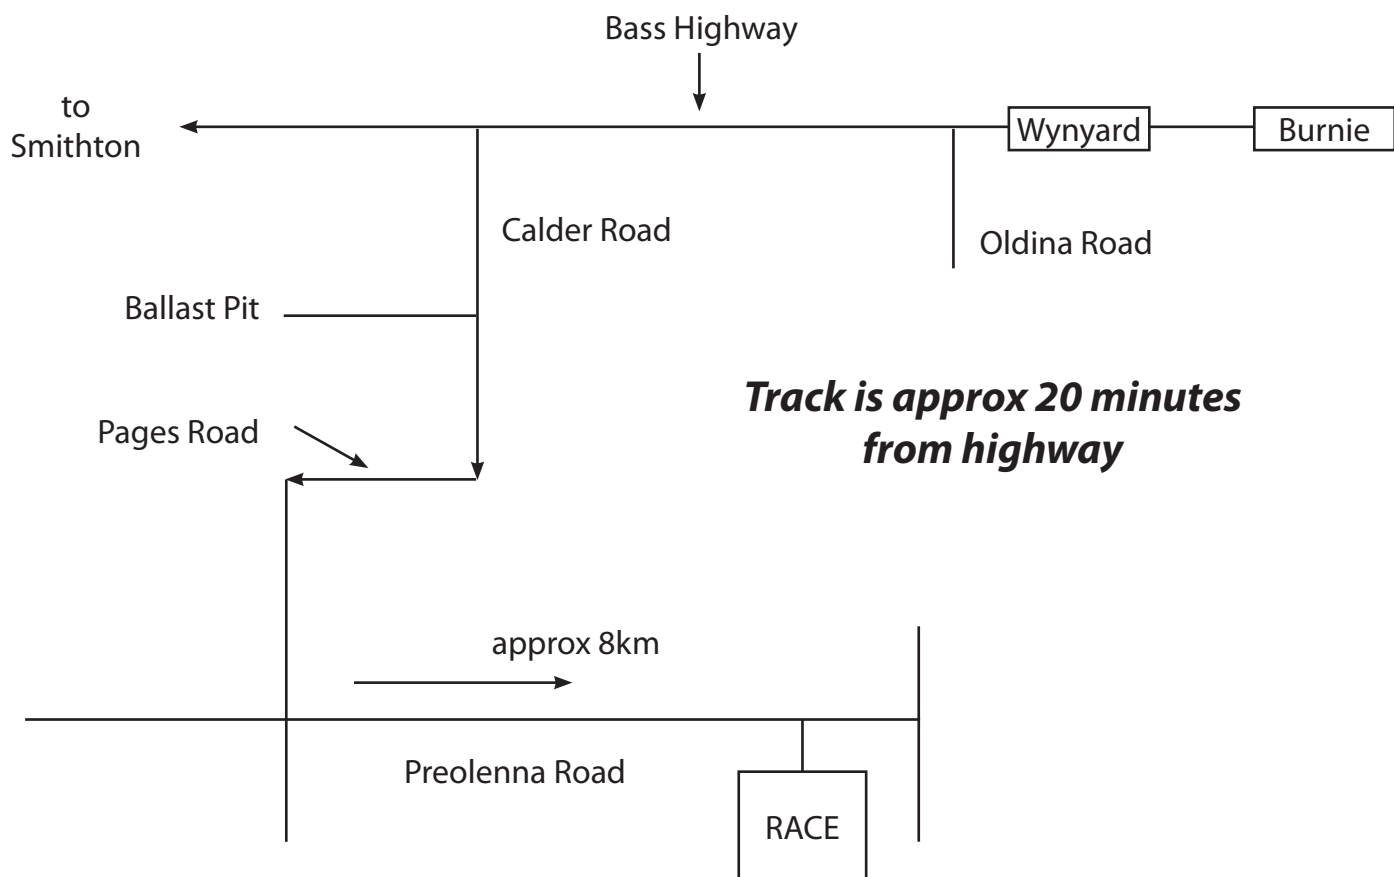 Bass Highway
to
Smithton
Wynyard
Burnie
Calder Road
Oldina Road
Ballast Pit
Track is approx 20 minutes
from highway
Pages Road
approx 8km
Preolenna Road
RACE